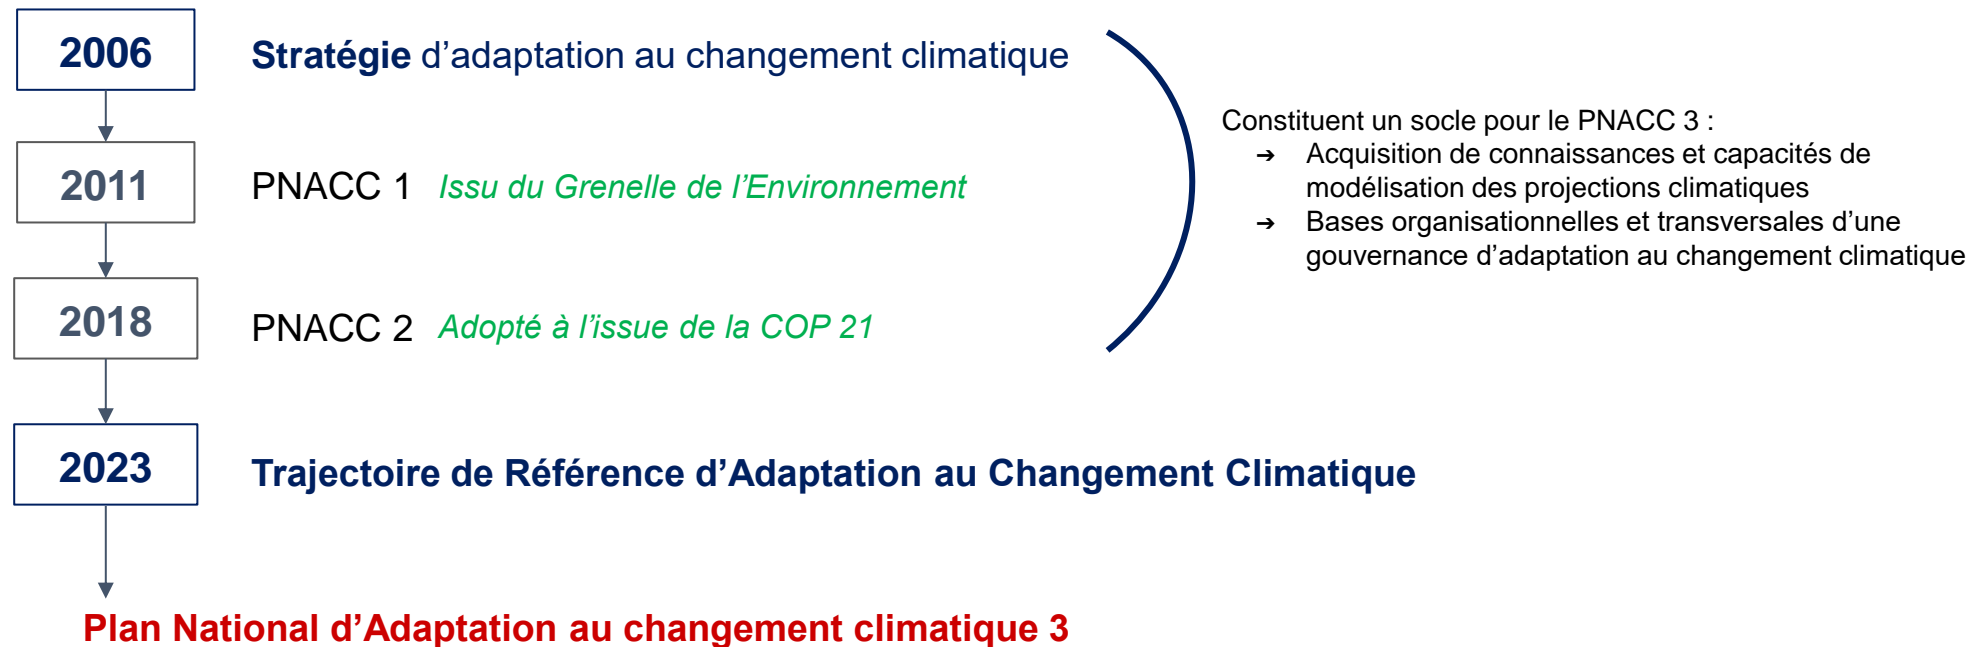 2006
Stratégie d’adaptation au changement climatique
2011
PNACC 1 Issu du Grenelle de l’Environnement
2018
PNACC 2 Adopté à l’issue de la COP 21
Constituent un socle pour le PNACC 3 :
➔ Acquisition de connaissances et capacités de
modélisation des projections climatiques
➔ Bases organisationnelles et transversales d’une
gouvernance d’adaptation au changement climatique
2023
Trajectoire de Référence d’Adaptation au Changement Climatique
Plan National d’Adaptation au changement climatique 3